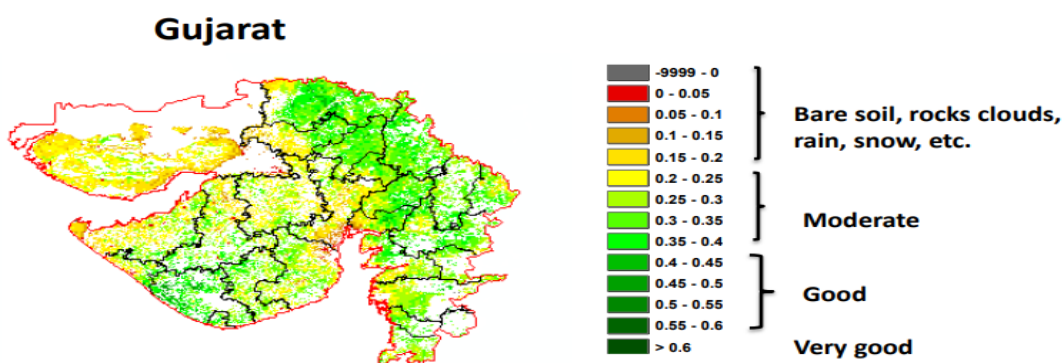 Gujarat
-9999 - 0
0 - 0.05
0.05 - 0.1
0.1 - 0.15
0.15 - 0.2
0.2 - 0.25
0.25 - 0.3
0.3 - 0.35
0.35 - 0.4
0.4 - 0.45
0.45 - 0.5
0.5 - 0.55
0.55 - 0.6
> 0.6
Bare soil, rocks clouds,
rain, snow, etc.
Moderate
Good
Very good